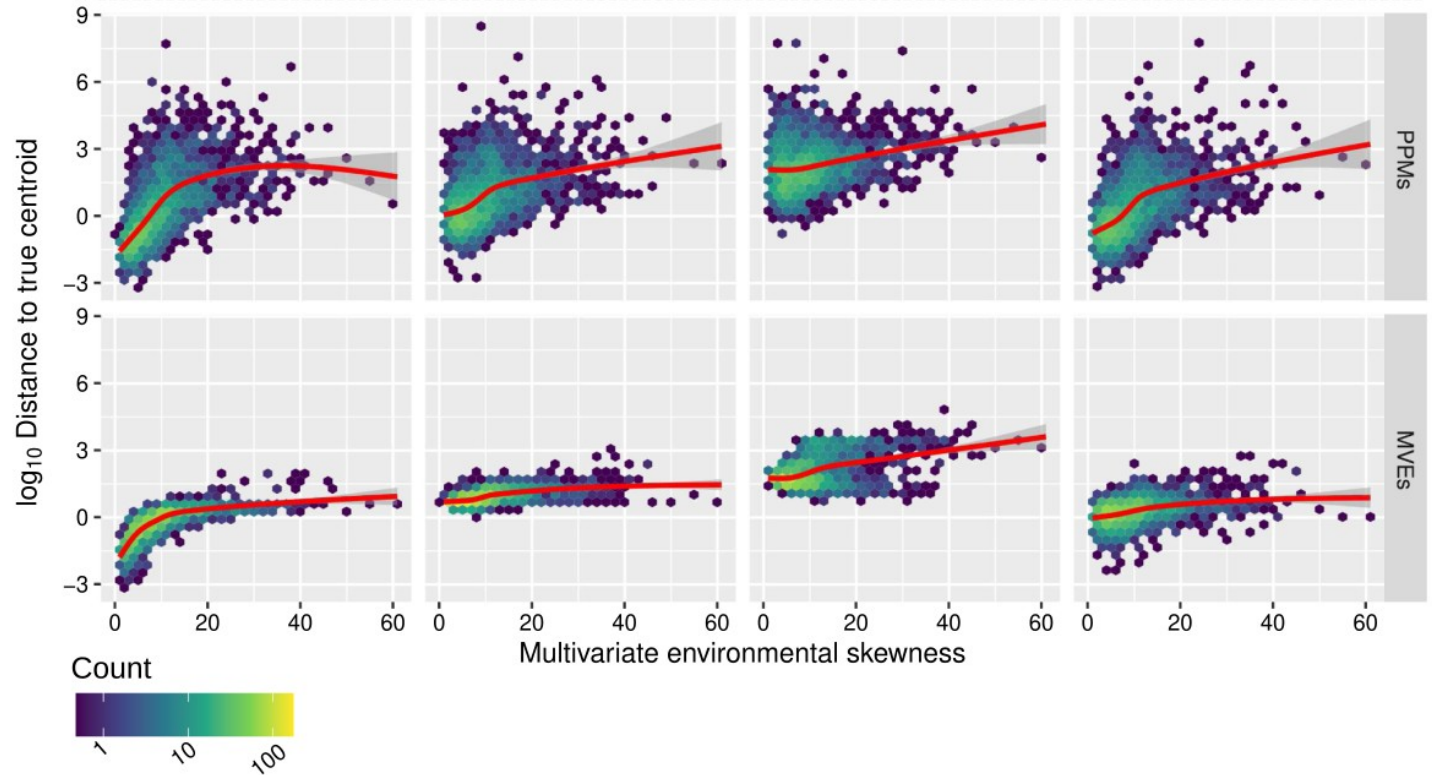 9
6
3
0
−3
PPMs
log10 Distance to true centroid
9
6
3
0
−3
MVEs
0 20 40 60 0 20 40 60 0 20 40 60 0 20 40 60
Multivariate environmental skewness
Count
1 10 100